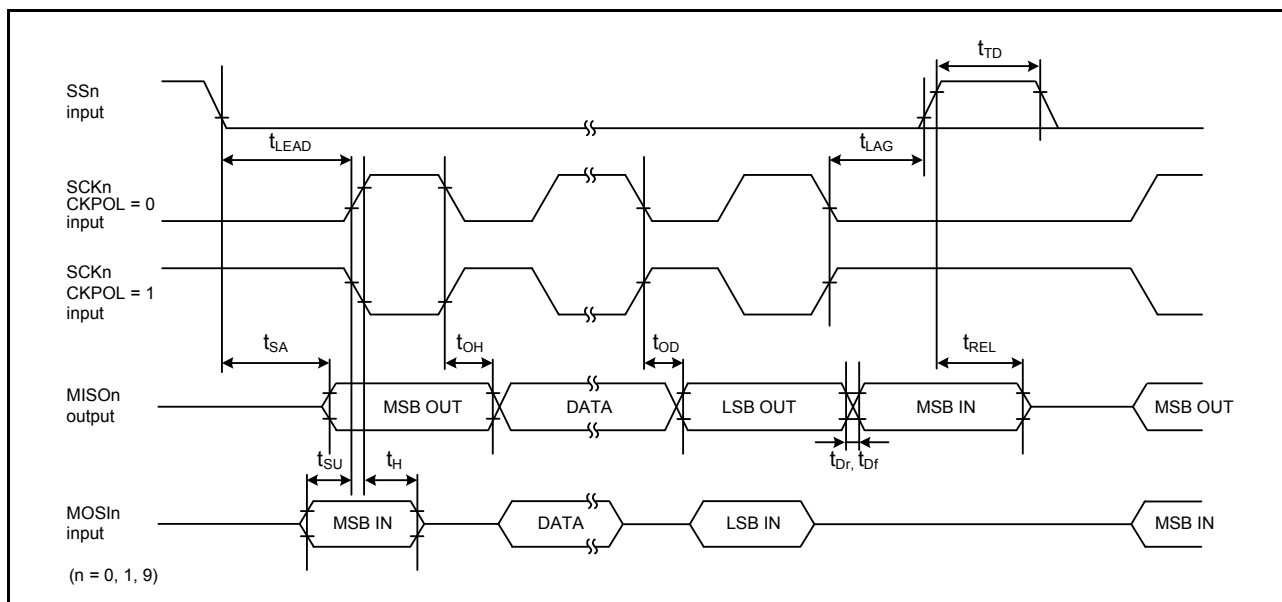 tTD
SSn
input
tLEAD
tLAG
SCKn
CKPOL = 0
input
SCKn
CKPOL = 1
input
tSA
tOH
tOD
tREL
MISOn
output
MSB OUT
DATA
LSB OUT
MSB IN
MSB OUT
tSU
tH
tDr, tDf
MOSIn
input
MSB IN
DATA
LSB IN
MSB IN
(n = 0, 1, 9)